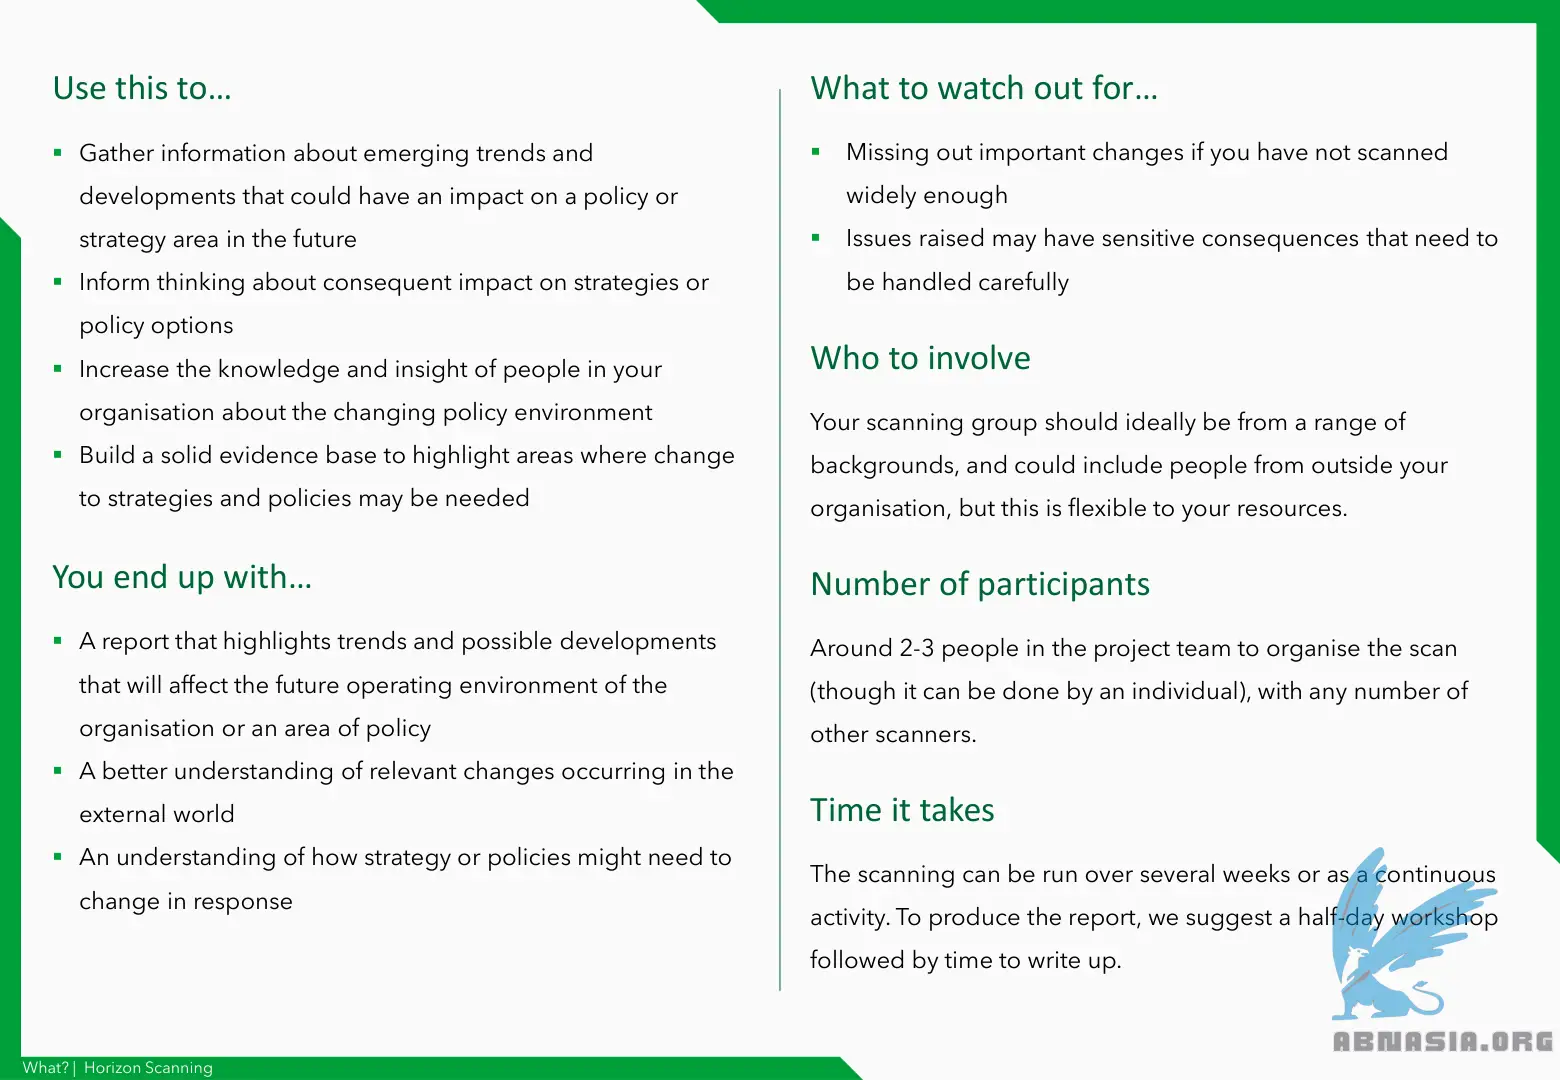 Use this to...
▪ Gather information about emerging trends and
developments that could have an impact on a policy or
strategy area in the future
▪ Inform thinking about consequent impact on strategies or
policy options
▪ Increase the knowledge and insight of people in your
organisation about the changing policy environment
▪ Build a solid evidence base to highlight areas where change
to strategies and policies may be needed
You end up with...
▪ A report that highlights trends and possible developments
that will affect the future operating environment of the
organisation or an area of policy
▪ A better understanding of relevant changes occurring in the
external world
▪ An understanding of how strategy or policies might need to
change in response
What to watch out for...
▪ Missing out important changes if you have not scanned
widely enough
▪ Issues raised may have sensitive consequences that need to
be handled carefully
Who to involve
Your scanning group should ideally be from a range of
backgrounds, and could include people from outside your
organisation, but this is flexible to your resources.
Number of participants
Around 2-3 people in the project team to organise the scan
(though it can be done by an individual), with any number of
other scanners.
Time it takes
The scanning can be run over several weeks or as a continuous
activity. To produce the report, we suggest a half-day workshop
followed by time to write up.
ABNASIA.ORG
What? | Horizon Scanning